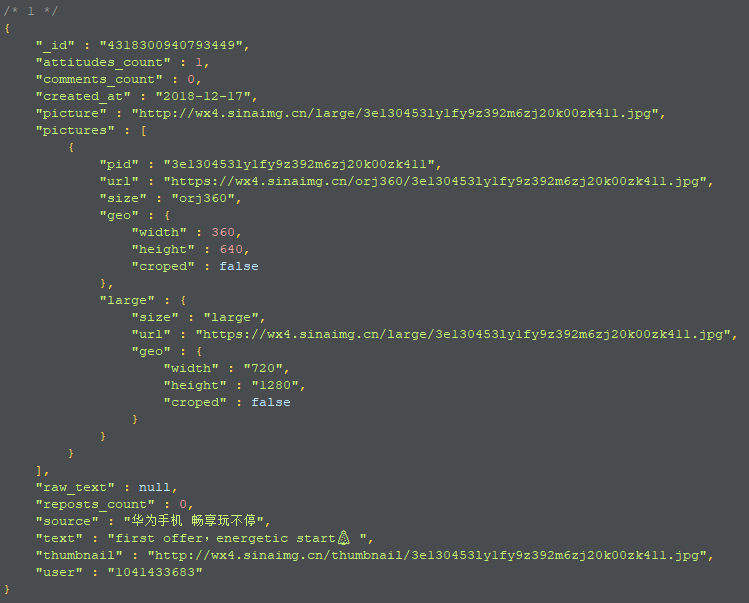 /* 1 */
{
"_id" : "4318300940793449",
"attitudes_count" : 1,
"comments_count" : 0,
"created_at" : "2018-12-17",
"picture" : "http://wx4.sinaimg.cn/large/3e130453ly1fy9z392m6zj20k00zk411.jpg",
"pictures" : [
{
"pid" : "3e130453ly1fy9z392m6zj20k00zk411",
"url" : "https://wx4.sinaimg.cn/orj360/3e130453ly1fy9z392m6zj20k00zk411.jpg",
"size" : "orj360",
"geo" : {
"width" : 360,
"height" : 640,
"croped" : false
},
"large" : {
"size" : "large",
"url" : "https://wx4.sinaimg.cn/large/3e130453ly1fy9z392m6zj20k00zk411.jpg",
"geo" : {
"width" : "720",
"height" : "1280",
"croped" : false
}
}
}
],
"raw_text" : null,
"reposts_count" : 0,
"source" : "华为手机 畅享玩不停",
"text" : "first offer，energetic start🎄 ",
"thumbnail" : "http://wx4.sinaimg.cn/thumbnail/3e130453ly1fy9z392m6zj20k00zk411.jpg",
"user" : "1041433683"
}